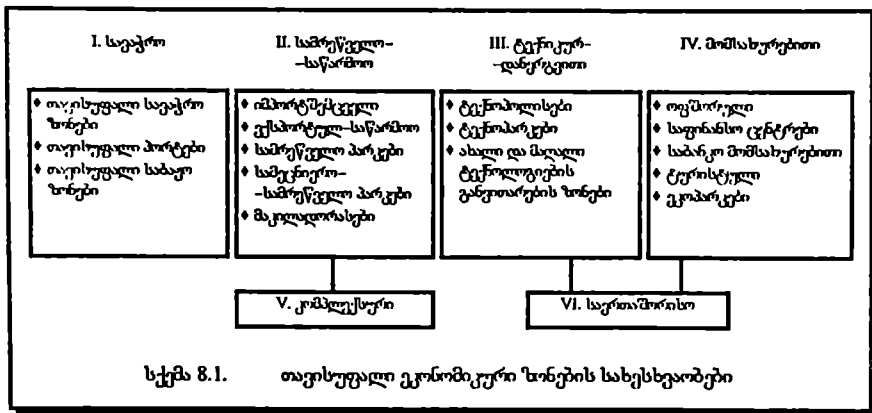 I. სავაჭრო
♦ თავისუფალი სავაჭრო
ზონები
♦ თავისუფალი პორტები
♦ თავისუფალი საბაჟო
ზონები
II. სამრეწველო–
–საწარმოო
♦ იმპორტშემცვლელი
♦ ექსპორტულ–საწარმოო
♦ სამრეწველო პარკები
♦ სამეცნიერო–
–სამრეწველო პარკები
♦ მაკილადორასები
III. ტექნიკურ–
–დანერგვითი
♦ ტექნოპოლისები
♦ ტექნოპარკები
♦ ახალი და მაღალი
ტექნოლოგიების
განვითარების ზონები
IV. მომსახურებითი
♦ ოფშორული
♦ საფინანსო ცენტრები
♦ საბანკო მომსახურებითი
♦ ტურისტული
♦ ეკოპარკები
V. კომპლექსური
VI. საერთაშორისო
სქემა 8.1. თავისუფალი ეკონომიკური ზონების სახესხვაობები